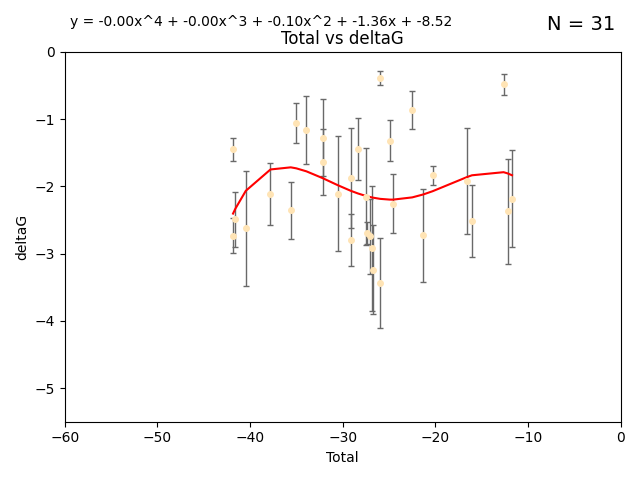 y = -0.00x^4 + -0.00x^3 + -0.10x^2 + -1.36x + -8.52
N = 31
Total vs deltaG
0
−1
−2
−3
−4
−5
deltaG
−60 −50 −40 −30 −20 −10 0
Total